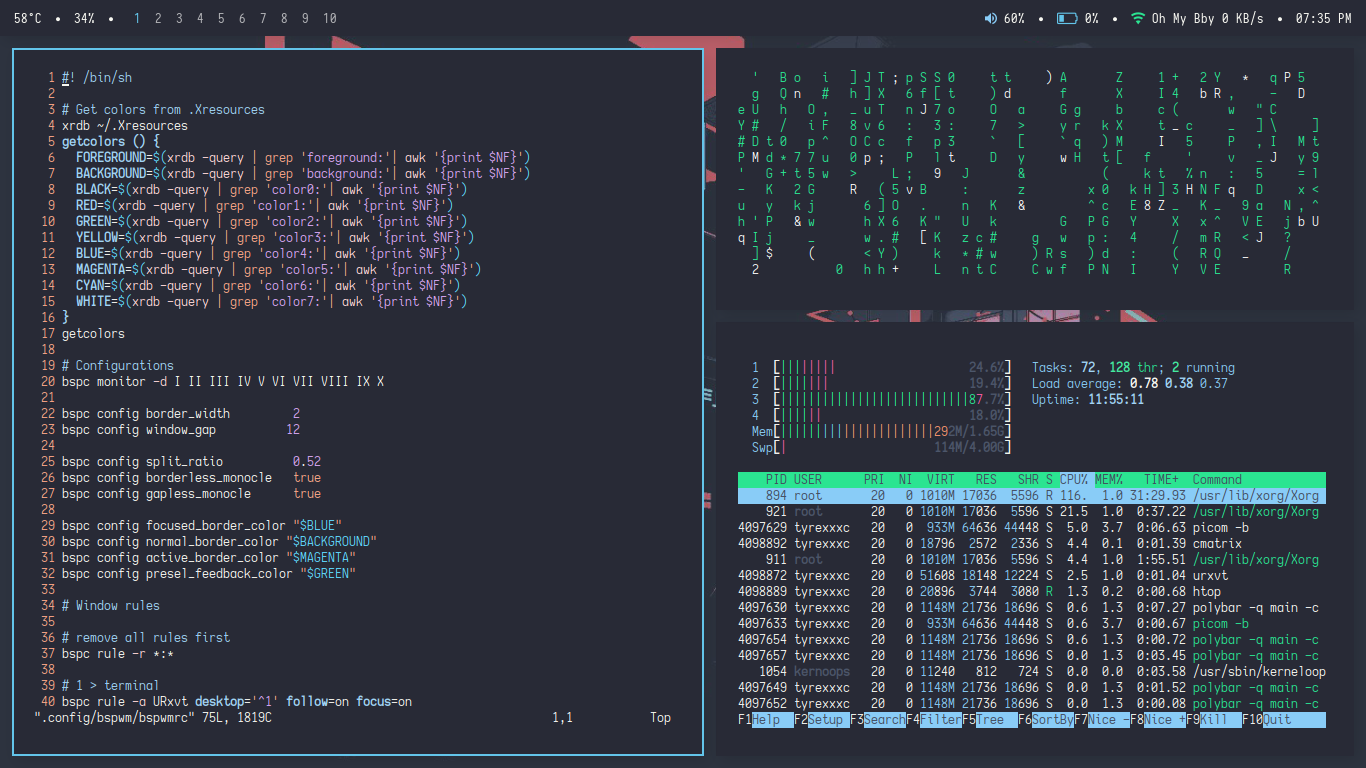 58°C • 34% • 1 2 3 4 5 6 7 8 9 10
60% • 0% • Oh My Bby 0 KB/s • 07:35 PM
1 #! /bin/sh
2
3 # Get colors from .Xresources
4 xrdb ~/.Xresources
5 getcolors () {
6   FOREGROUND=$(xrdb -query | grep 'foreground:'| awk '{print $NF}')
7   BACKGROUND=$(xrdb -query | grep 'background:'| awk '{print $NF}')
8   BLACK=$(xrdb -query | grep 'color0:'| awk '{print $NF}')
9   RED=$(xrdb -query | grep 'color1:'| awk '{print $NF}')
10   GREEN=$(xrdb -query | grep 'color2:'| awk '{print $NF}')
11   YELLOW=$(xrdb -query | grep 'color3:'| awk '{print $NF}')
12   BLUE=$(xrdb -query | grep 'color4:'| awk '{print $NF}')
13   MAGENTA=$(xrdb -query | grep 'color5:'| awk '{print $NF}')
14   CYAN=$(xrdb -query | grep 'color6:'| awk '{print $NF}')
15   WHITE=$(xrdb -query | grep 'color7:'| awk '{print $NF}')
16 }
17 getcolors
18
19 # Configurations
20 bspc monitor -d I II III IV V VI VII VIII IX X
21
22 bspc config border_width         2
23 bspc config window_gap          12
24
25 bspc config split_ratio          0.52
26 bspc config borderless_monocle   true
27 bspc config gapless_monocle      true
28
29 bspc config focused_border_color "$BLUE"
30 bspc config normal_border_color "$BACKGROUND"
31 bspc config active_border_color "$MAGENTA"
32 bspc config presel_feedback_color "$GREEN"
33
34 # Window rules
35
36 # remove all rules first
37 bspc rule -r *:*
38
39 # 1 > terminal
40 bspc rule -a URxvt desktop='^1' follow=on focus=on
".config/bspwm/bspwmrc" 75L, 1819C 1,1 Top
1 [ 24.6%] Tasks: 72, 128 thr; 2 running
2 [ 19.4%] Load average: 0.78 0.38 0.37
3 [ 87.7%] Uptime: 11:55:11
4 [ 18.0%]
Mem[ 292M/1.65G]
Swp[ 114M/4.00G]
PID USER PRI NI VIRT RES SHR S CPU% MEM% TIME+ Command
894 root 20 0 1010M 17036 5596 R 116. 1.0 31:29.93 /usr/lib/xorg/Xorg
921 root 20 0 1010M 17036 5596 S 21.5 1.0 0:37.22 /usr/lib/xorg/Xorg
4097629 tyrexxxc 20 0 933M 64636 44448 S 5.0 3.7 0:06.63 picom -b
4098892 tyrexxxc 20 0 18796 2572 2336 S 4.4 0.1 0:01.39 cmatrix
911 root 20 0 1010M 17036 5596 S 4.4 1.0 1:55.51 /usr/lib/xorg/Xorg
4098872 tyrexxxc 20 0 51608 18148 12224 S 2.5 1.0 0:01.04 urxvt
4098889 tyrexxxc 20 0 20896 3744 3080 R 1.3 0.2 0:00.68 htop
4097630 tyrexxxc 20 0 1148M 21736 18696 S 0.6 1.3 0:07.27 polybar -q main -c
4097633 tyrexxxc 20 0 933M 64636 44448 S 0.6 3.7 0:00.67 picom -b
4097654 tyrexxxc 20 0 1148M 21736 18696 S 0.6 1.3 0:00.72 polybar -q main -c
4097657 tyrexxxc 20 0 1148M 21736 18696 S 0.0 1.3 0:03.45 polybar -q main -c
1054 kernoops 20 0 11240 812 724 S 0.0 0.0 0:03.58 /usr/sbin/kerneloop
4097649 tyrexxxc 20 0 1148M 21736 18696 S 0.0 1.3 0:01.52 polybar -q main -c
4097652 tyrexxxc 20 0 1148M 21736 18696 S 0.0 1.3 0:00.08 polybar -q main -c
F1Help F2Setup F3SearchF4FilterF5Tree F6SortByF7Nice -F8Nice +F9Kill F10Quit